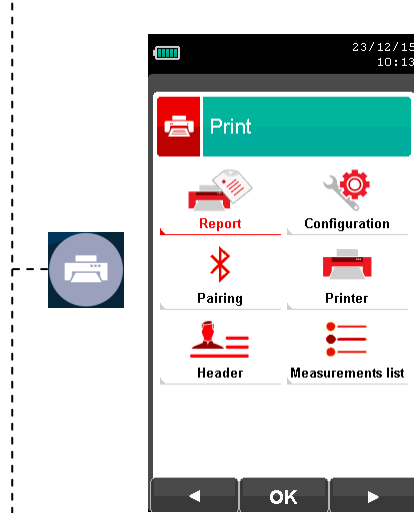 23/12/15
10:13
Print
Report
Configuration
Pairing
Printer
Header
Measurements list
OK